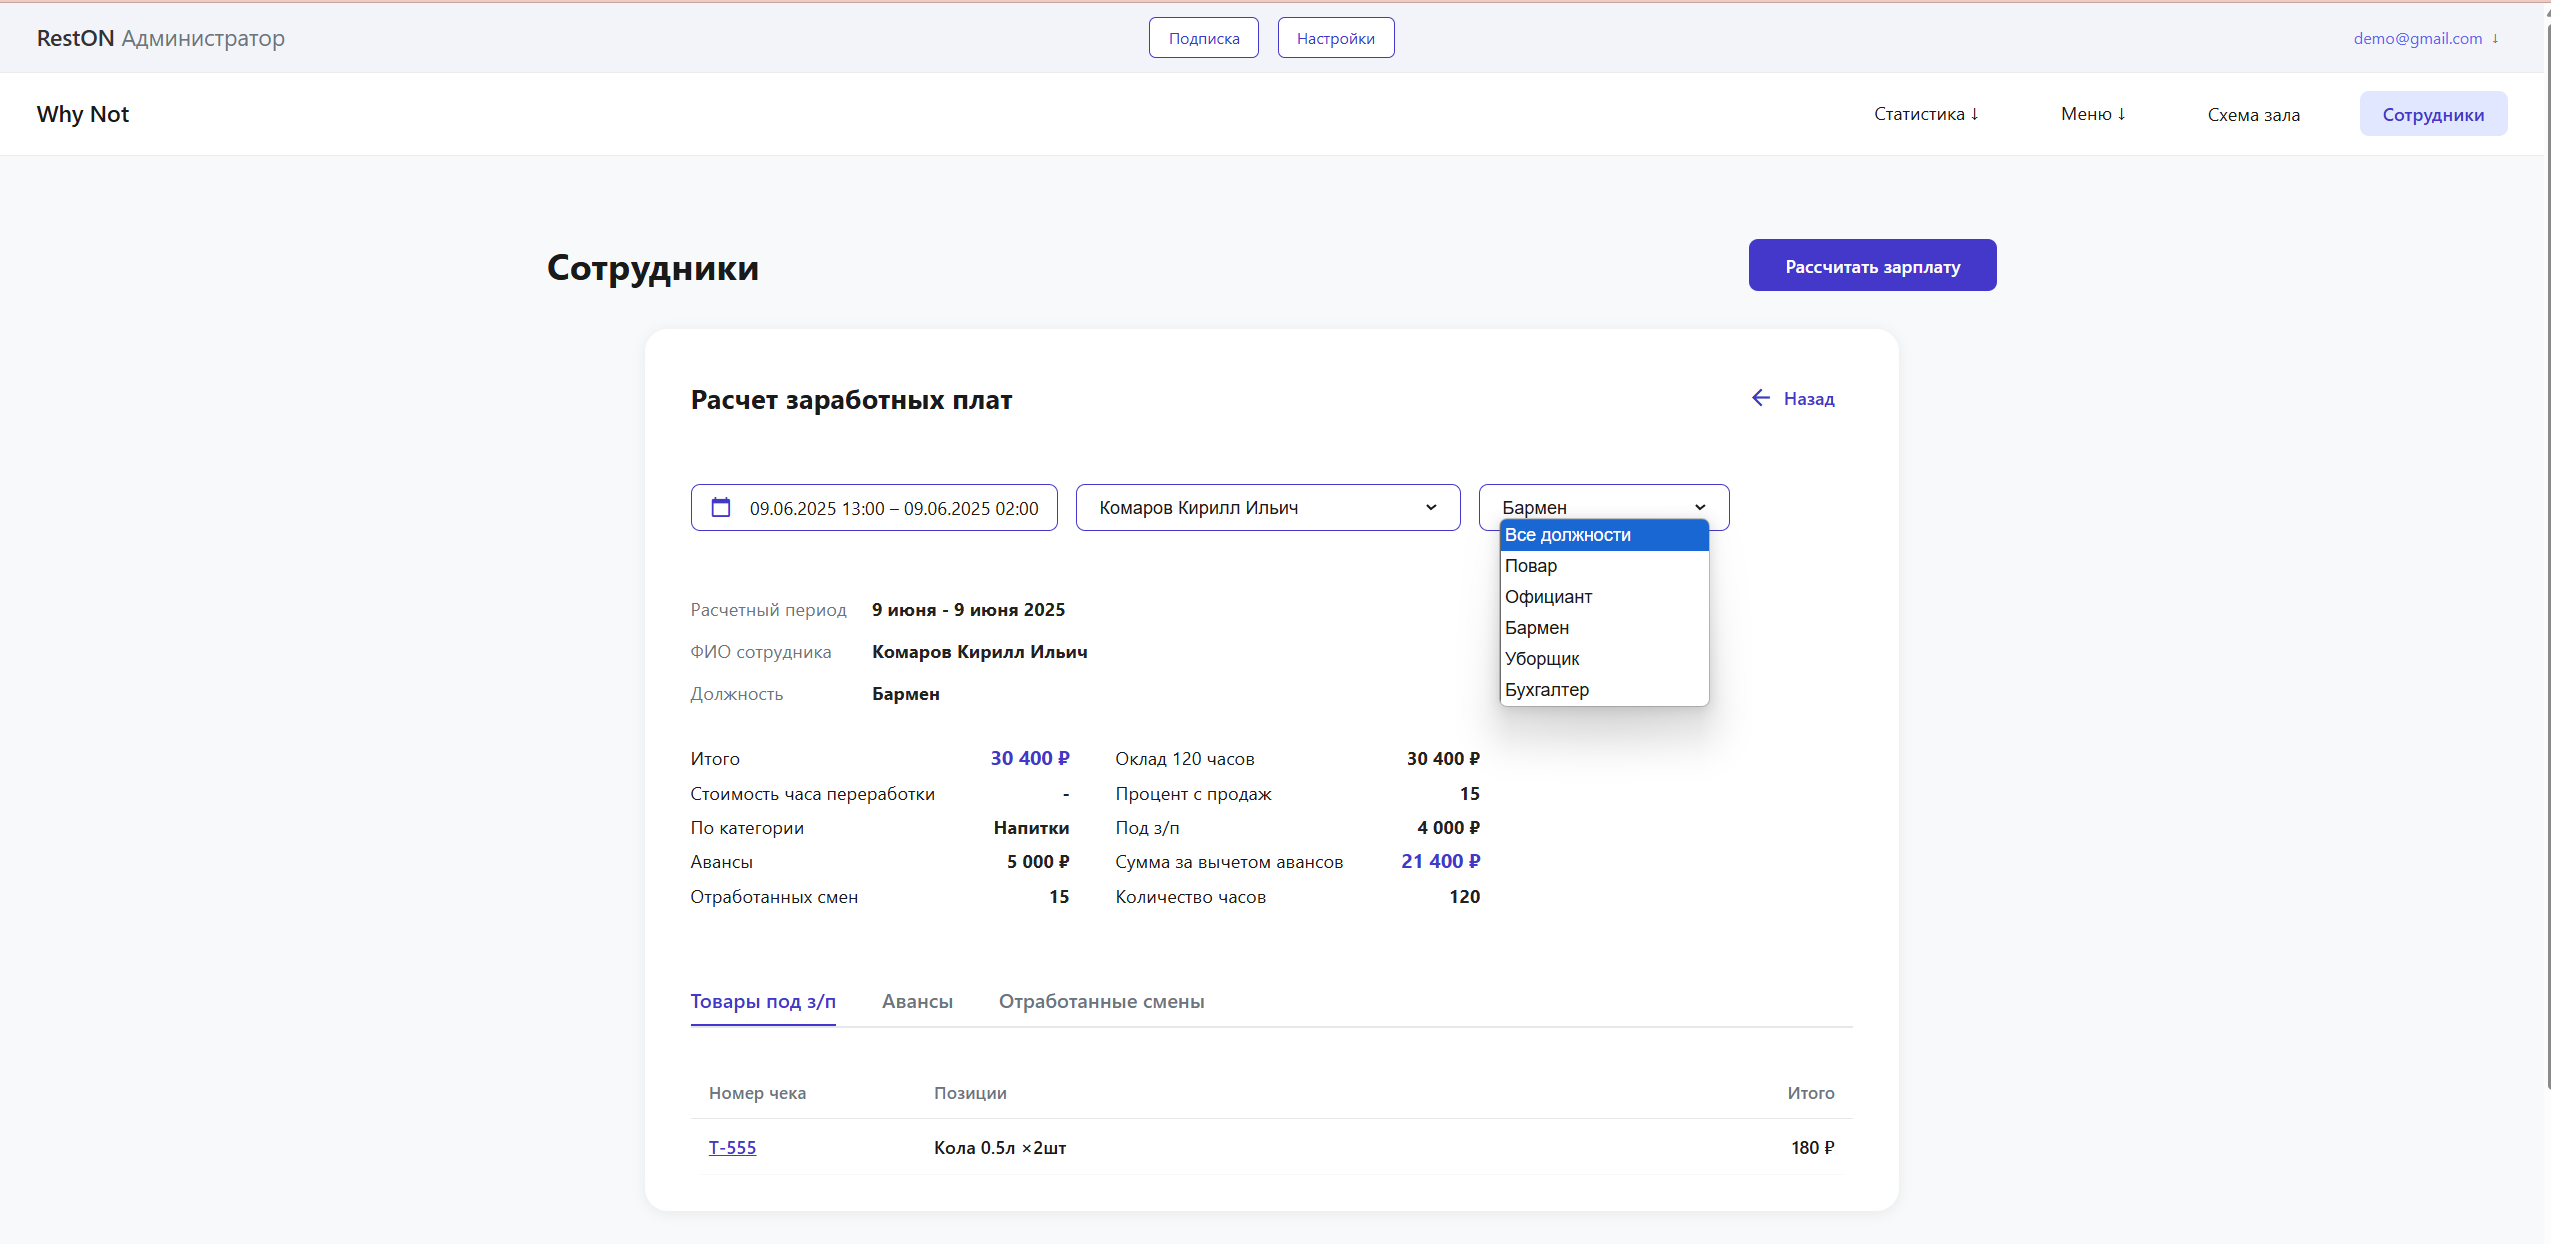 RestON Администратор
Подписка
Настройки
demo@gmail.com ↓
Why Not
Статистика ↓
Меню ↓
Схема зала
Сотрудники
Сотрудники
Рассчитать зарплату
Расчет заработных плат
← Назад
09.06.2025 13:00 – 09.06.2025 02:00
Комаров Кирилл Ильич
Бармен
Все должности
Повар
Официант
Бармен
Уборщик
Бухгалтер
Расчетный период 9 июня - 9 июня 2025
ФИО сотрудника Комаров Кирилл Ильич
Должность Бармен
Итого 30 400 ₽ Оклад 120 часов 30 400 ₽
Стоимость часа переработки - Процент с продаж 15
По категории Напитки Под з/п 4 000 ₽
Авансы 5 000 ₽ Сумма за вычетом авансов 21 400 ₽
Отработанных смен 15 Количество часов 120
Товары под з/п Авансы Отработанные смены
Номер чека Позиции Итого
Т-555 Кола 0.5л ×2шт 180 ₽